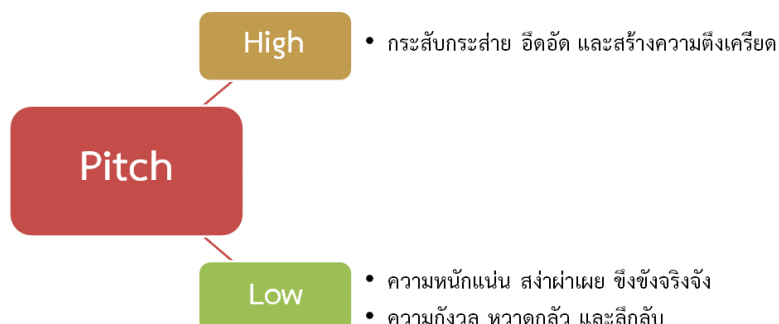 High
• กระสับกระส่าย อึดอัด และสร้างความตึงเครียด
Pitch
Low
• ความหนักแน่น สง่าผ่าเผย ขึงขังจริงจัง
• ความกังวล หวาดกลัว และลึกลับ